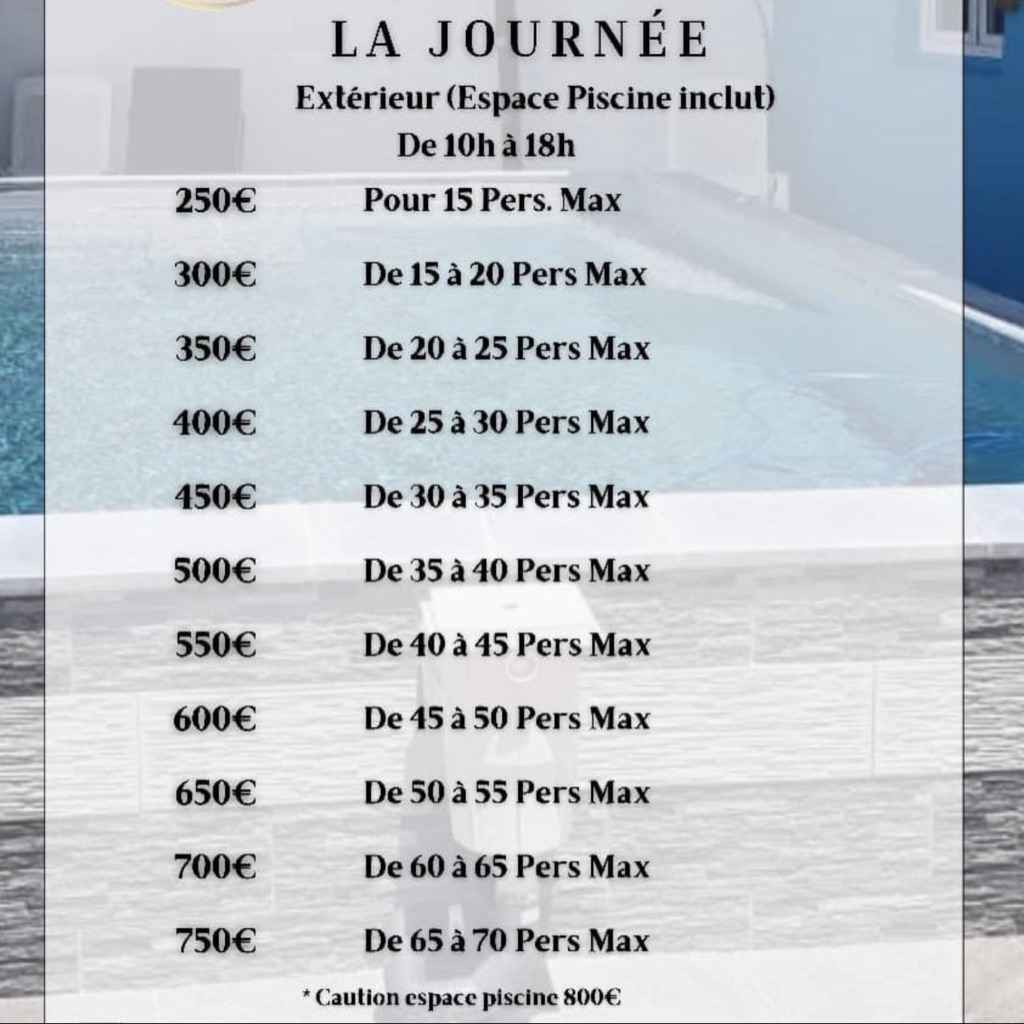 LA JOURNÉE
Extérieur (Espace Piscine inclut)
De 10h à 18h
250€ Pour 15 Pers. Max
300€ De 15 à 20 Pers Max
350€ De 20 à 25 Pers Max
400€ De 25 à 30 Pers Max
450€ De 30 à 35 Pers Max
500€ De 35 à 40 Pers Max
550€ De 40 à 45 Pers Max
600€ De 45 à 50 Pers Max
650€ De 50 à 55 Pers Max
700€ De 60 à 65 Pers Max
750€ De 65 à 70 Pers Max
* Caution espace piscine 800€